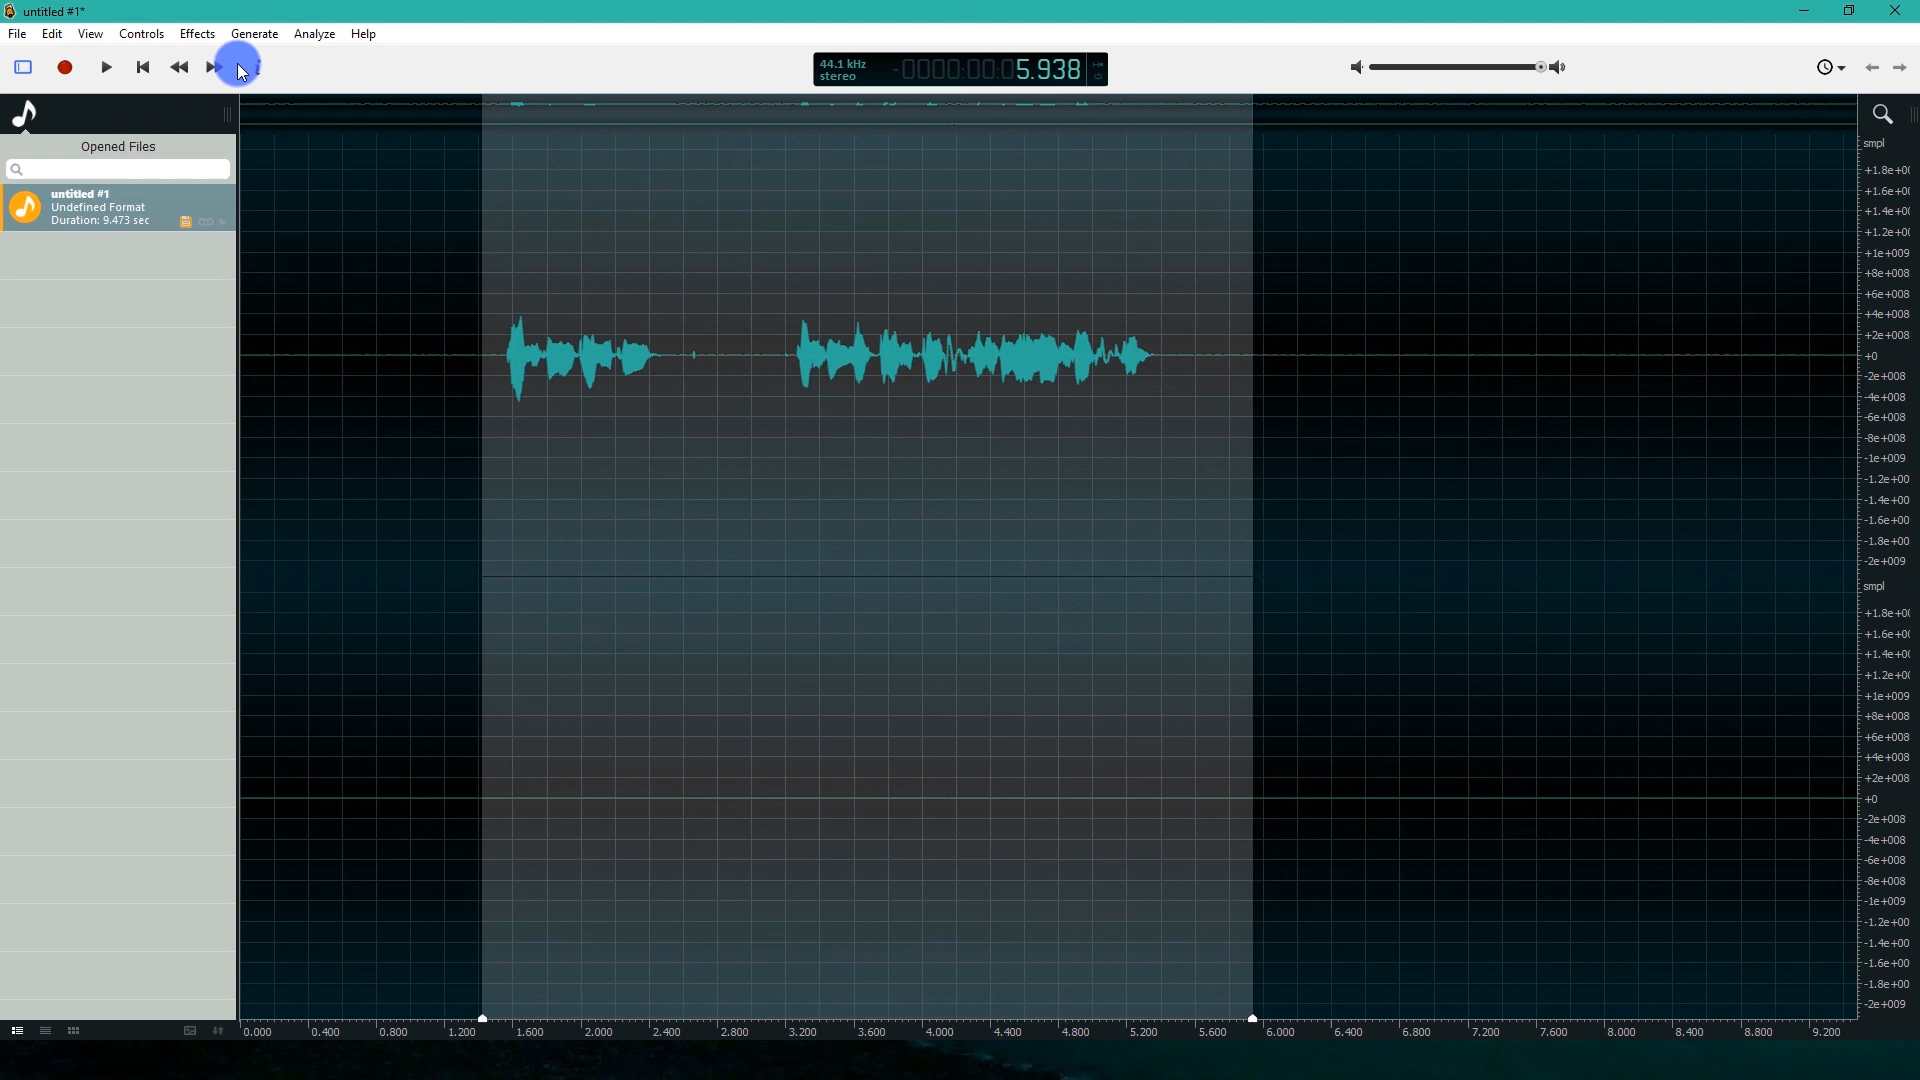 untitled #1*
File Edit View Controls Effects Generate Analyze Help
44.1 kHz
stereo
-0000:00:05.938
Opened Files
untitled #1
Undefined Format
Duration: 9.473 sec
smpl
+1.8e+00
+1.6e+00
+1.4e+00
+1.2e+00
+1e+009
+8e+008
+6e+008
+4e+008
+2e+008
+0
-2e+008
-4e+008
-6e+008
-8e+008
-1e+009
-1.2e+00
-1.4e+00
-1.6e+00
-1.8e+00
-2e+009
smpl
+1.8e+00
+1.6e+00
+1.4e+00
+1.2e+00
+1e+009
+8e+008
+6e+008
+4e+008
+2e+008
+0
-2e+008
-4e+008
-6e+008
-8e+008
-1e+009
-1.2e+00
-1.4e+00
-1.6e+00
-1.8e+00
-2e+009
0.000 0.400 0.800 1.200 1.600 2.000 2.400 2.800 3.200 3.600 4.000 4.400 4.800 5.200 5.600 6.000 6.400 6.800 7.200 7.600 8.000 8.400 8.800 9.200